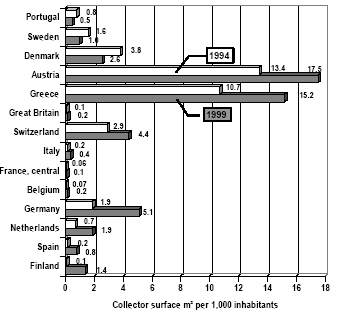 Portugal 0.8
0.5
Sweden 1.6
1.0
Denmark 3.8
2.6
1994
Austria 13.4 17.5
Greece 10.7
15.2
1999
Great Britain 0.1
0.2
Switzerland 2.9
4.4
Italy 0.2
0.4
France, central 0.06
0.1
Belgium 0.07
0.2
Germany 1.9
5.1
Netherlands 0.7
1.9
Spain 0.2
0.8
Finland 0.1
1.4
0 2 4 6 8 10 12 14 16 18
Collector surface m² per 1,000 inhabitants